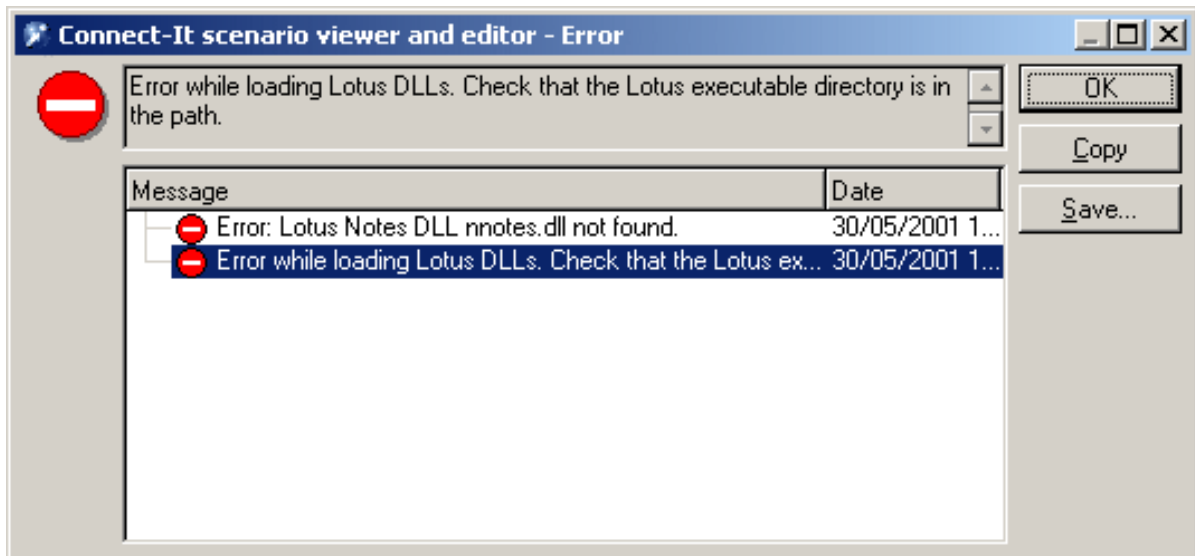 Connect-It scenario viewer and editor - Error
Error while loading Lotus DLLs. Check that the Lotus executable directory is in
the path.
OK
Copy
Save...
Message Date
Error: Lotus Notes DLL nnotes.dll not found. 30/05/2001 1...
Error while loading Lotus DLLs. Check that the Lotus ex... 30/05/2001 1...